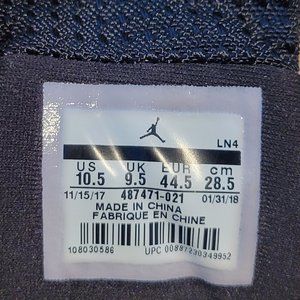 LN4
US UK EUR cm
10.5 9.5 44.5 28.5
11/15/17 487471-021 01/31/18
MADE IN CHINA
FABRIQUE EN CHINE
108030586 UPC 00887230349952